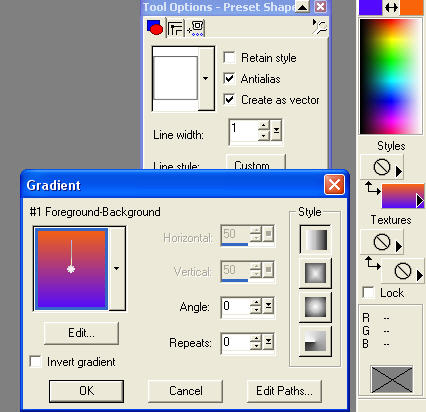 Tool Options - Preset Shape
Retain style
Antialias
Create as vector
Line width:
1
Line style:
Custom
Styles
Textures
Lock
R --
G --
B --
Gradient
#1 Foreground-Background
Style
Horizontal:
50
Vertical:
50
Angle:
0
Repeats:
0
Edit...
Invert gradient
OK
Cancel
Edit Paths...